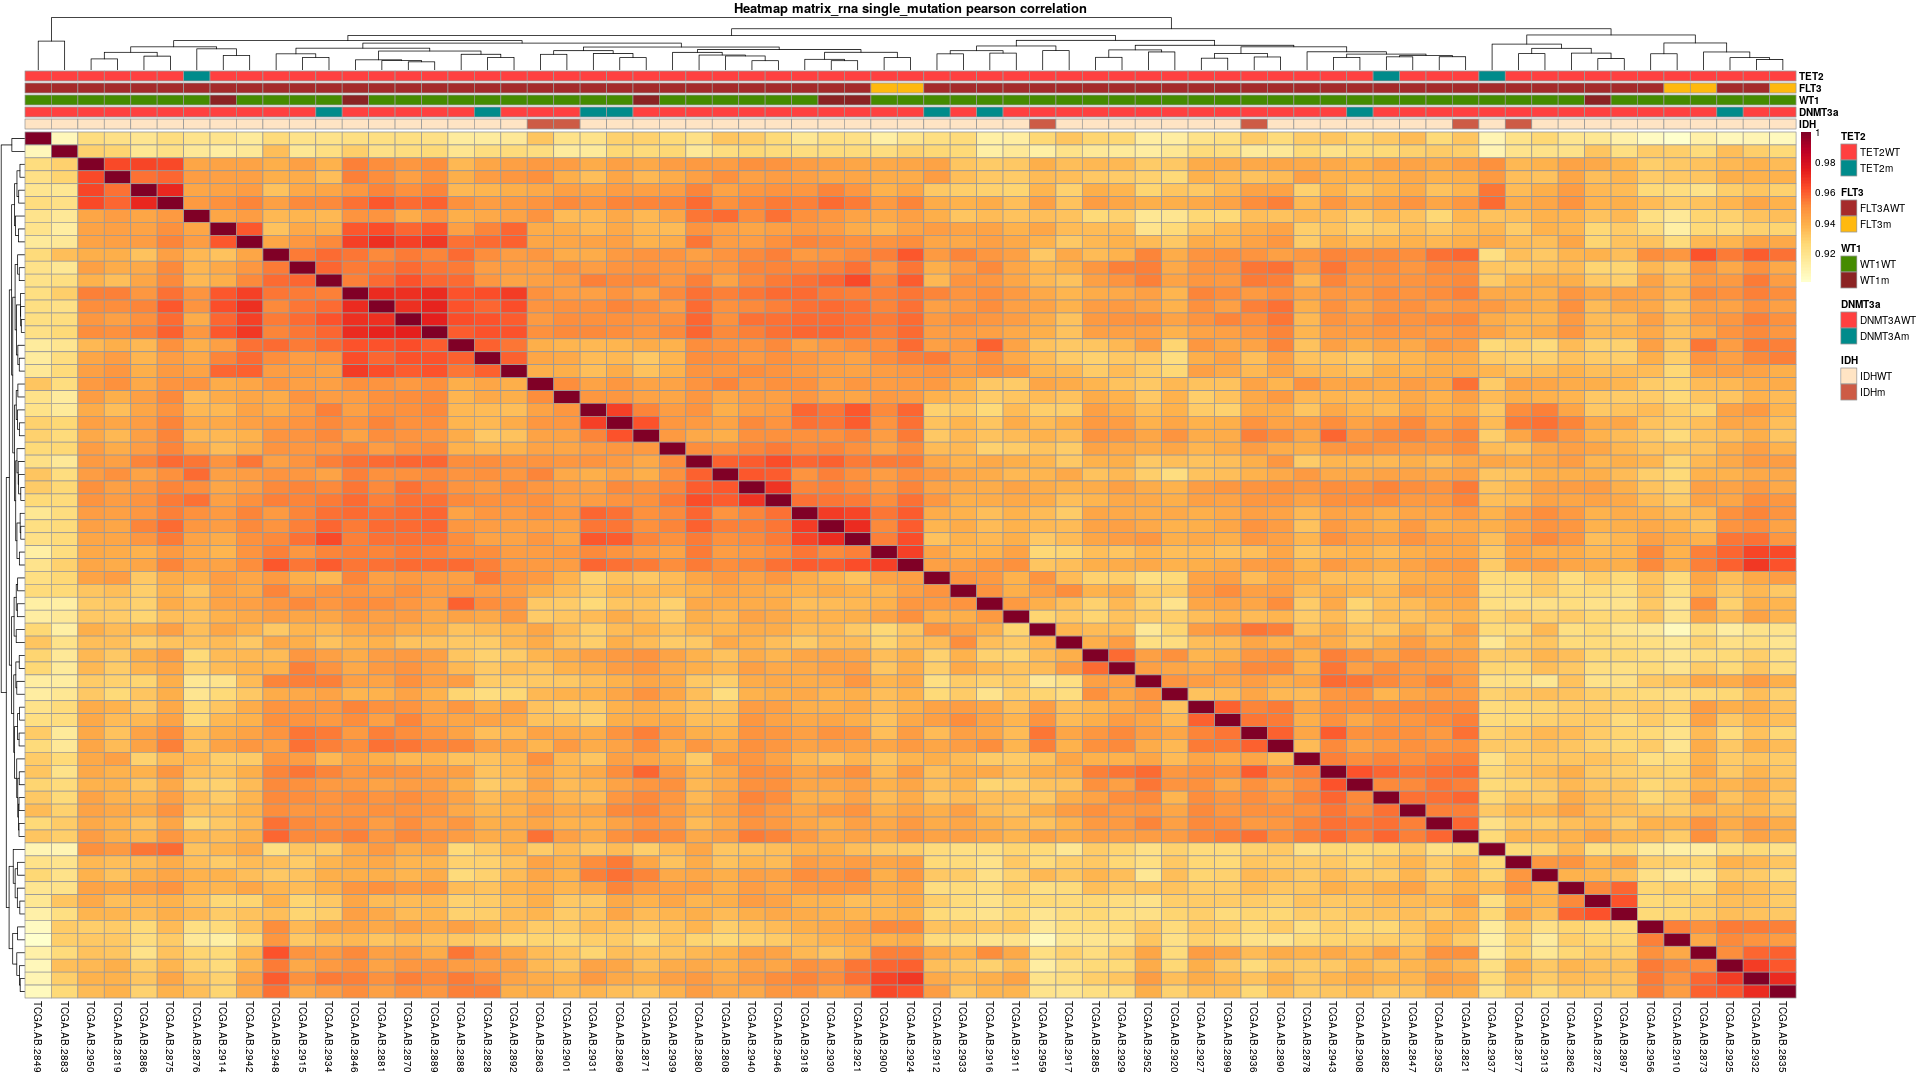 Heatmap matrix_rna single_mutation pearson correlation
TET2
FLT3
WT1
DNMT3a
IDH
1
0.98
0.96
0.94
0.92
TET2
TET2WT
TET2m
FLT3
FLT3AWT
FLT3m
WT1
WT1WT
WT1m
DNMT3a
DNMT3AWT
DNMT3Am
IDH
IDHWT
IDHm
TCGA.AB.2849
TCGA.AB.2883
TCGA.AB.2950
TCGA.AB.2819
TCGA.AB.2886
TCGA.AB.2875
TCGA.AB.2876
TCGA.AB.2914
TCGA.AB.2942
TCGA.AB.2948
TCGA.AB.2915
TCGA.AB.2934
TCGA.AB.2846
TCGA.AB.2881
TCGA.AB.2870
TCGA.AB.2889
TCGA.AB.2888
TCGA.AB.2828
TCGA.AB.2892
TCGA.AB.2863
TCGA.AB.2901
TCGA.AB.2931
TCGA.AB.2869
TCGA.AB.2871
TCGA.AB.2939
TCGA.AB.2880
TCGA.AB.2808
TCGA.AB.2940
TCGA.AB.2946
TCGA.AB.2918
TCGA.AB.2930
TCGA.AB.2921
TCGA.AB.2900
TCGA.AB.2924
TCGA.AB.2912
TCGA.AB.2933
TCGA.AB.2916
TCGA.AB.2911
TCGA.AB.2959
TCGA.AB.2917
TCGA.AB.2885
TCGA.AB.2929
TCGA.AB.2952
TCGA.AB.2920
TCGA.AB.2927
TCGA.AB.2899
TCGA.AB.2936
TCGA.AB.2890
TCGA.AB.2878
TCGA.AB.2943
TCGA.AB.2908
TCGA.AB.2882
TCGA.AB.2847
TCGA.AB.2935
TCGA.AB.2821
TCGA.AB.2937
TCGA.AB.2877
TCGA.AB.2913
TCGA.AB.2862
TCGA.AB.2872
TCGA.AB.2897
TCGA.AB.2956
TCGA.AB.2910
TCGA.AB.2873
TCGA.AB.2925
TCGA.AB.2932
TCGA.AB.2835